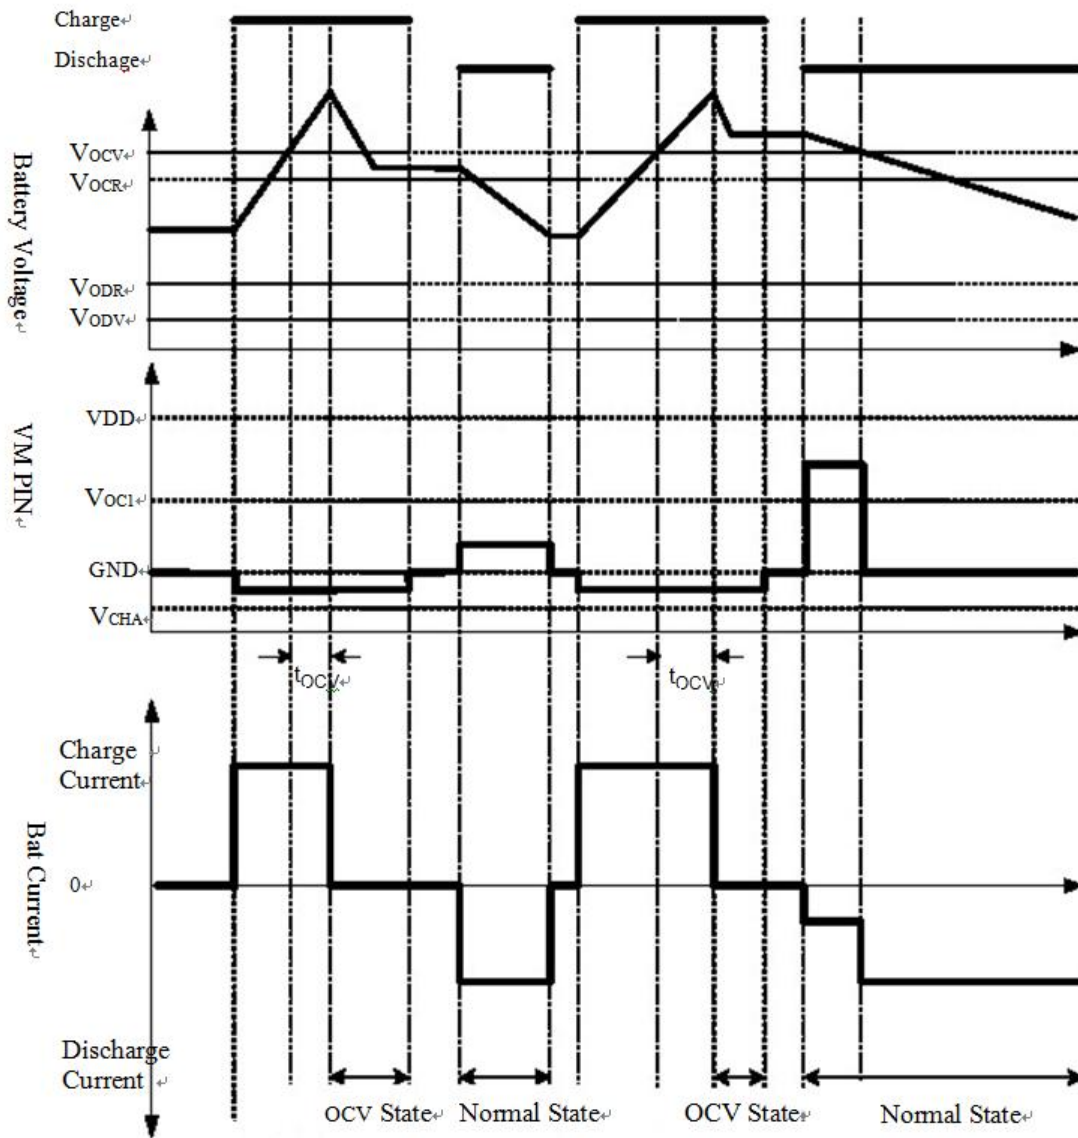 Charge
Dischage
Battery Voltage
VOCV
VOCR
VODR
VODV
VM PIN
VDD
VOC1
GND
VCHA
tOCV tOCV
Bat Current
Charge
Current
0
Discharge
Current
OCV State Normal State OCV State Normal State